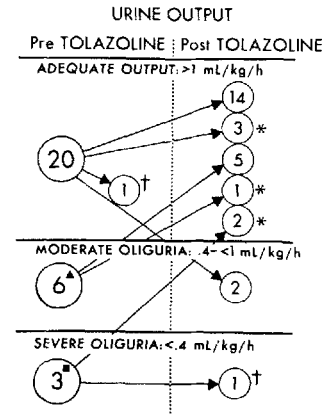 URINE OUTPUT
Pre TOLAZOLINE Post TOLAZOLINE
ADEQUATE OUTPUT: >1 mL/kg/h
14
3 *
20
5
1 †
1 *
2 *
MODERATE OLIGURIA: .4-<1 mL/kg/h
6▲
2
SEVERE OLIGURIA: <.4 mL/kg/h
3■
1 †